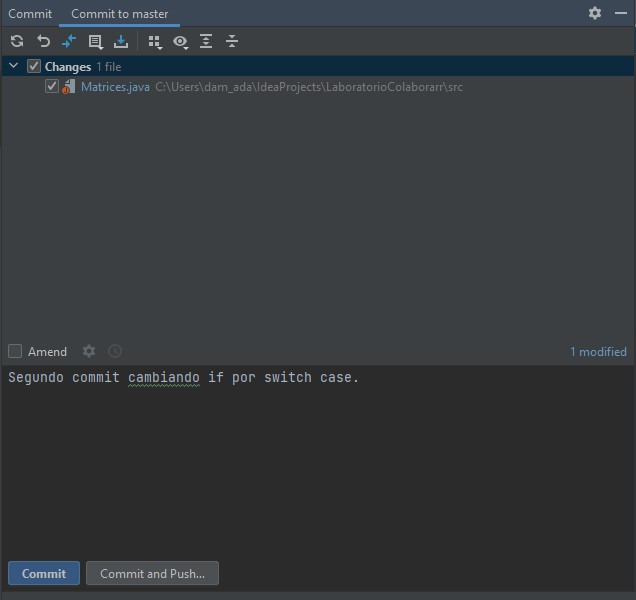 Commit Commit to master
Changes 1 file
Matrices.java C:\Users\dam_ada\IdeaProjects\LaboratorioColaborarr\src
Amend 1 modified
Segundo commit cambiando if por switch case.
Commit Commit and Push...